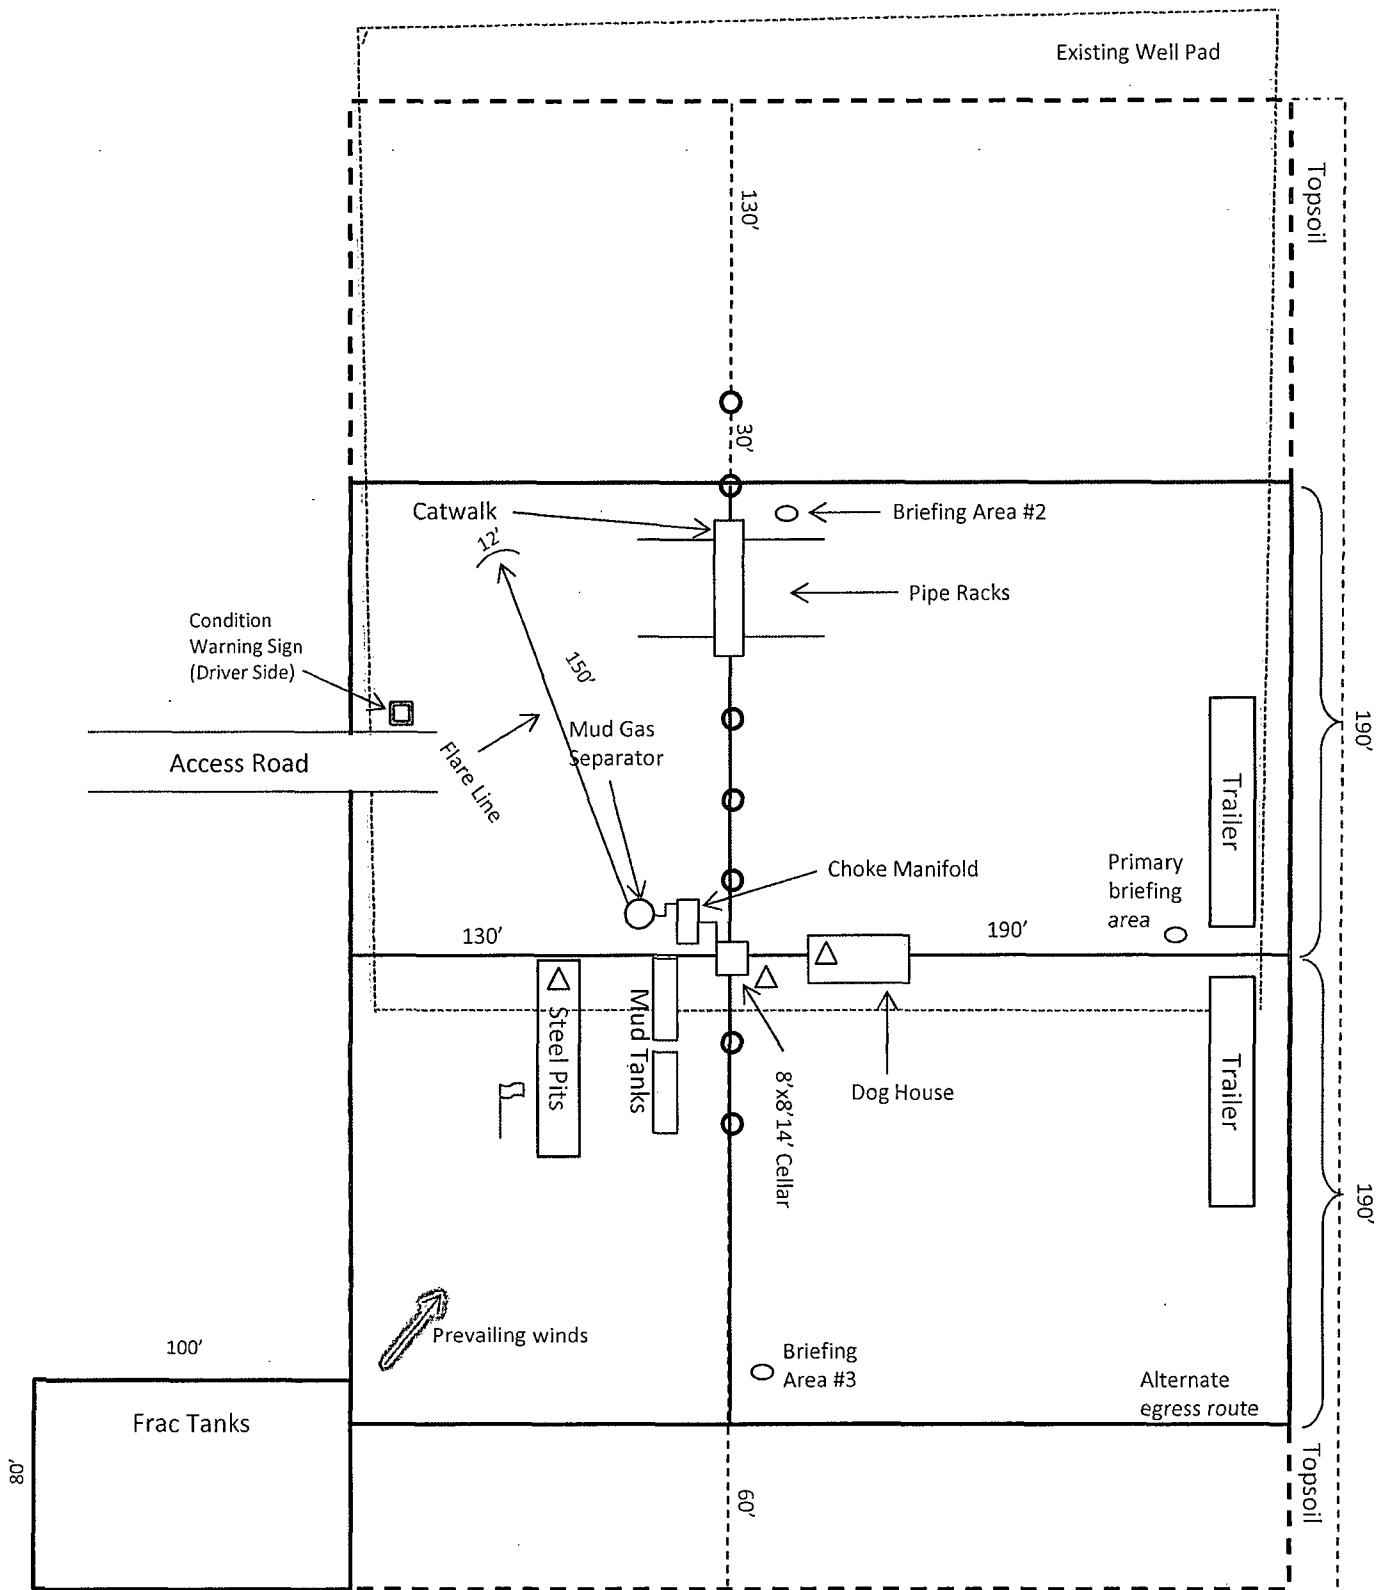 Existing Well Pad
Topsoil
130'
30'
Catwalk
12'
Briefing Area #2
Pipe Racks
Condition
Warning Sign
(Driver Side)
150'
Mud Gas
Separator
Flare Line
Access Road
190'
Trailer
Choke Manifold
Primary
briefing
area
130'
190'
Steel Pits
Mud Tanks
8'x8'14' Cellar
Dog House
Trailer
190'
Prevailing winds
100'
Frac Tanks
80'
Briefing
Area #3
Alternate
egress route
60'
Topsoil